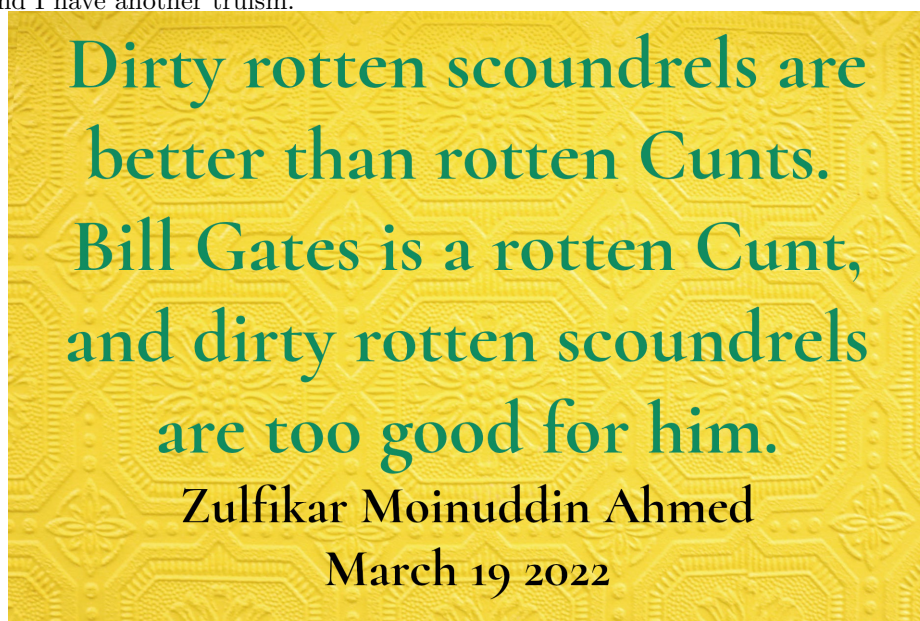 nd I have another truism.
Dirty rotten scoundrels are
better than rotten Cunts.
Bill Gates is a rotten Cunt,
and dirty rotten scoundrels
are too good for him.
Zulfikar Moinuddin Ahmed
March 19 2022